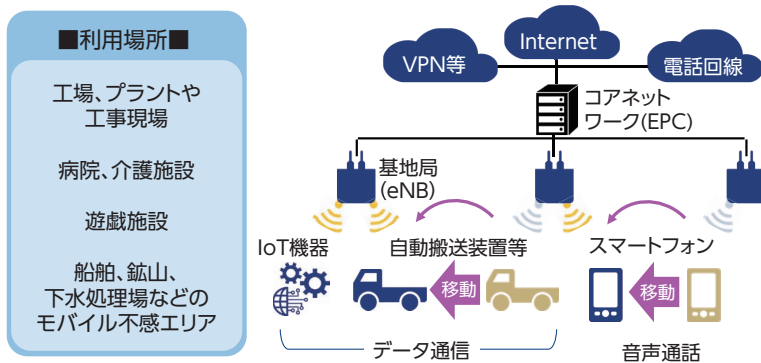 ■利用場所■
工場、プラントや
工事現場
病院、介護施設
遊戯施設
船舶、鉱山、
下水処理場などの
モバイル不感エリア
Internet
VPN等
電話回線
コアネット
ワーク(EPC)
基地局
(eNB)
IoT機器
自動搬送装置等
スマートフォン
移動
移動
データ通信
音声通話